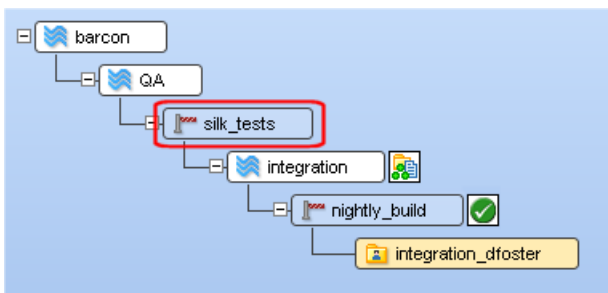 barcon
QA
silk_tests
integration
nightly_build
integration_dfoster